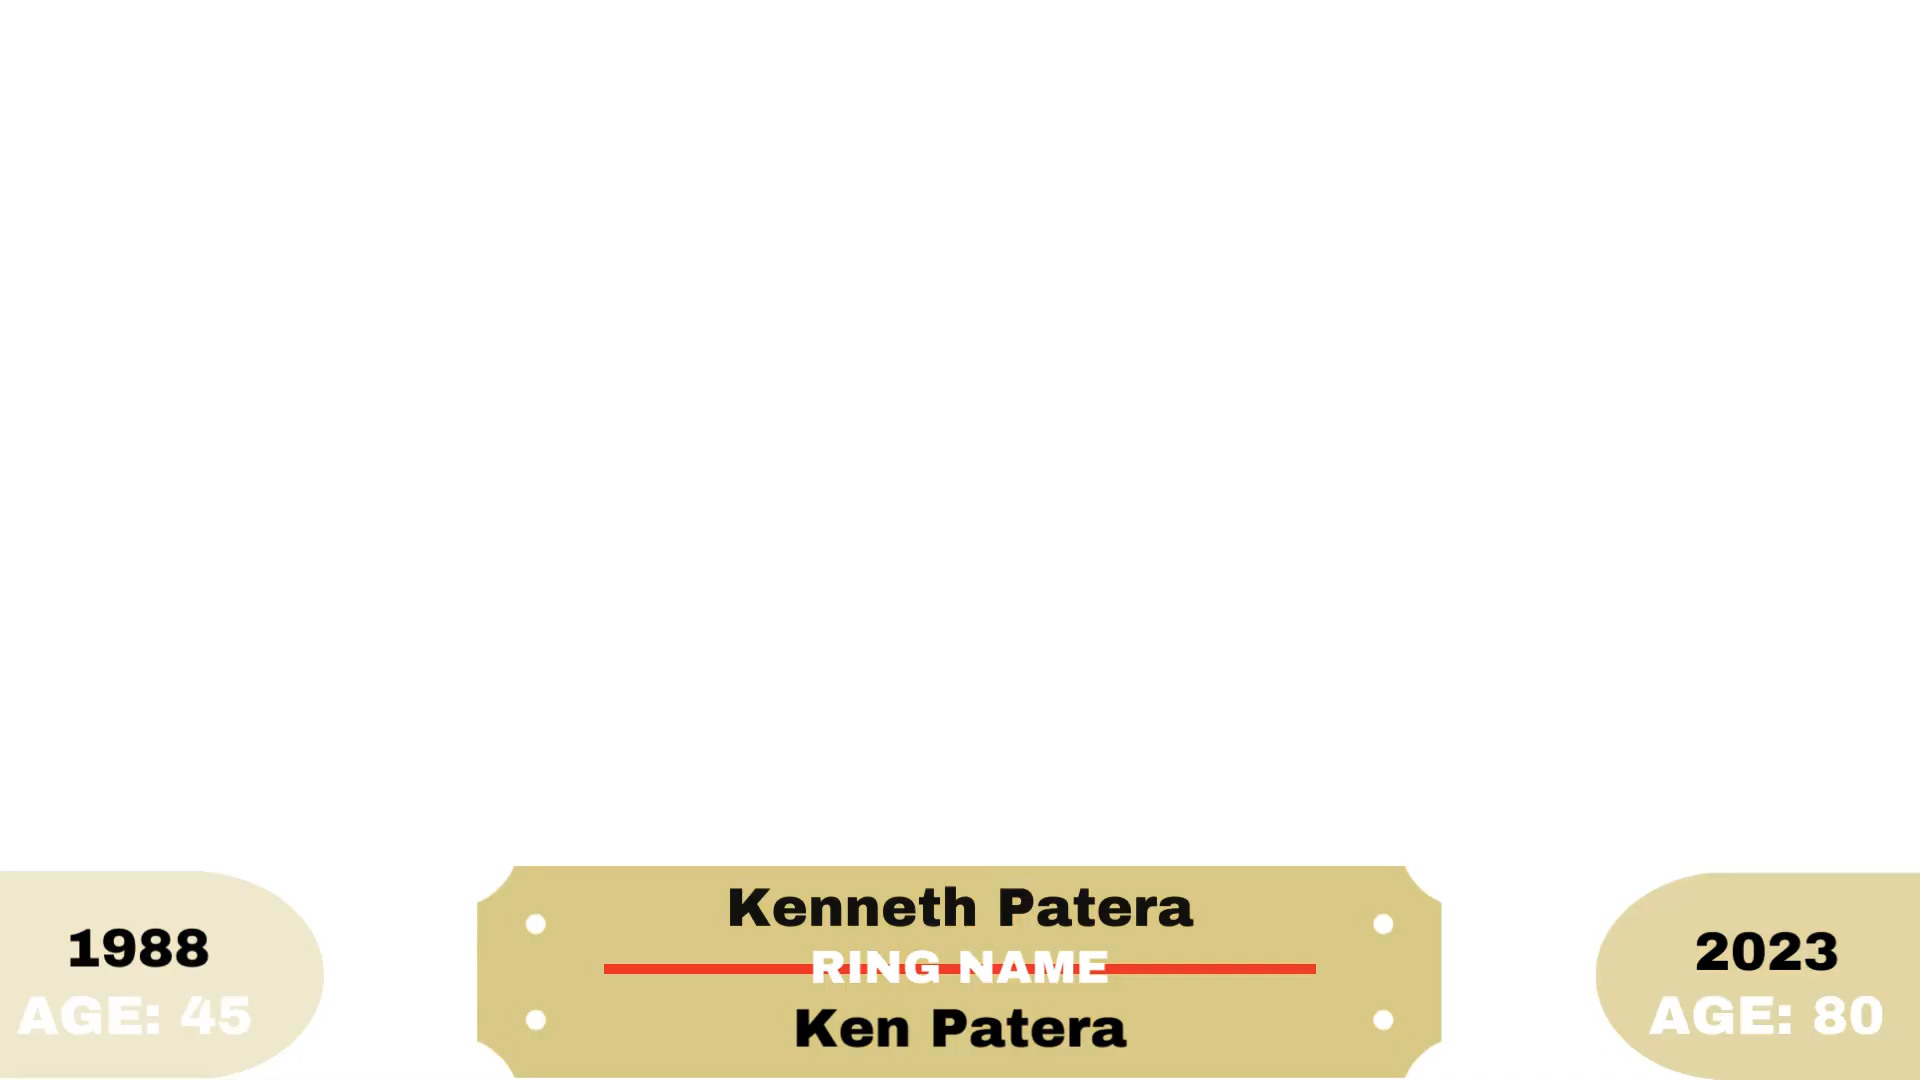 1988
AGE: 45
Kenneth Patera
RING NAME
Ken Patera
2023
AGE: 80